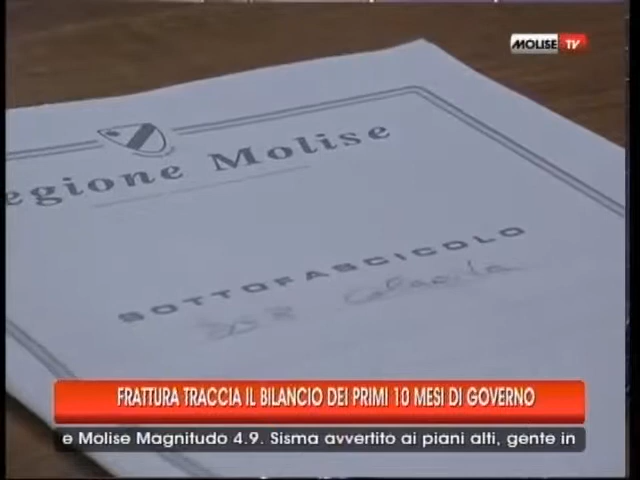 MOLISE TV
egione Molise
SOTTOFASCICOLO
FRATTURA TRACCIA IL BILANCIO DEI PRIMI 10 MESI DI GOVERNO
e Molise Magnitudo 4.9. Sisma avvertito ai piani alti, gente in